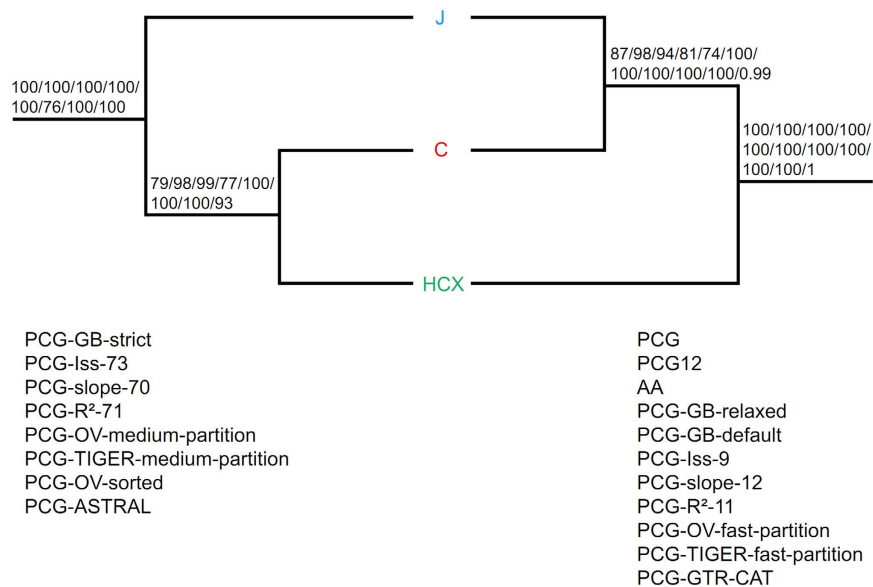 J
87/98/94/81/74/100/
100/100/100/100/0.99
100/100/100/100/
100/76/100/100
100/100/100/100/
100/100/100/100/
100/100/1
C
79/98/99/77/100/
100/100/93
HCX
PCG-GB-strict
PCG-Iss-73
PCG-slope-70
PCG-R²-71
PCG-OV-medium-partition
PCG-TIGER-medium-partition
PCG-OV-sorted
PCG-ASTRAL
PCG
PCG12
AA
PCG-GB-relaxed
PCG-GB-default
PCG-Iss-9
PCG-slope-12
PCG-R²-11
PCG-OV-fast-partition
PCG-TIGER-fast-partition
PCG-GTR-CAT